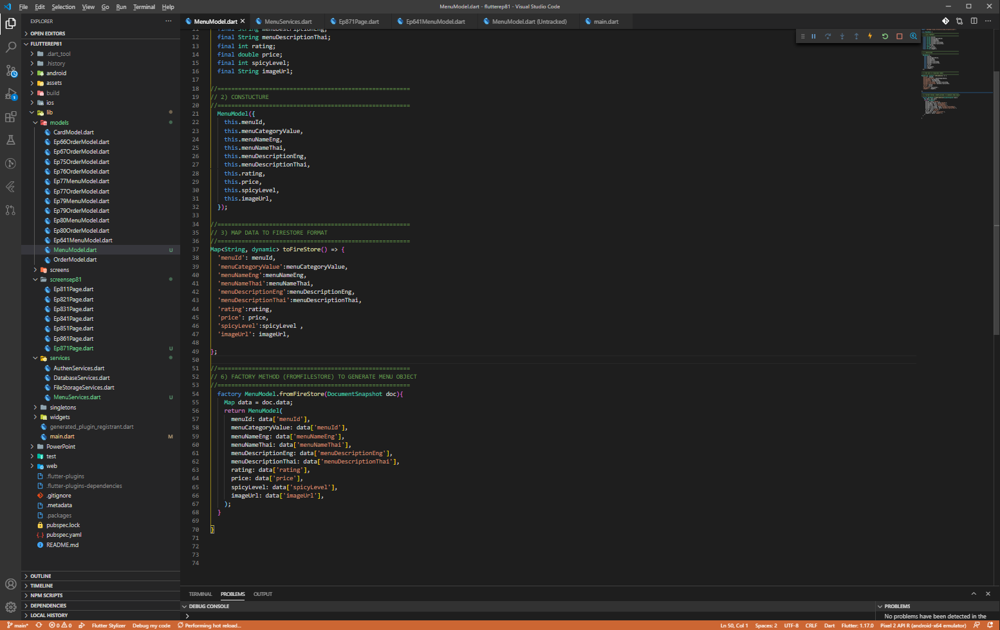 File Edit Selection View Go Run Terminal Help
MenuModel.dart - flutterep81 - Visual Studio Code
EXPLORER
OPEN EDITORS
FLUTTEREP81
.dart_tool
.history
android
assets
build
ios
lib
models
CardModel.dart
Ep66OrderModel.dart
Ep67OrderModel.dart
Ep75OrderModel.dart
Ep76OrderModel.dart
Ep77MenuModel.dart
Ep77OrderModel.dart
Ep79MenuModel.dart
Ep79OrderModel.dart
Ep80MenuModel.dart
Ep80OrderModel.dart
Ep641MenuModel.dart
MenuModel.dart U
OrderModel.dart
screens
screensep81
Ep811Page.dart
Ep821Page.dart
Ep831Page.dart
Ep841Page.dart
Ep851Page.dart
Ep861Page.dart
Ep871Page.dart U
services
AuthenServices.dart
DatabaseServices.dart
FileStorageServices.dart
MenuServices.dart U
singletons
widgets
generated_plugin_registrant.dart
main.dart M
PowerPoint
test
web
.flutter-plugins
.flutter-plugins-dependencies
.gitignore
.metadata
.packages
pubspec.lock
pubspec.yaml
README.md
OUTLINE
TIMELINE
NPM SCRIPTS
DEPENDENCIES
LOCAL HISTORY
MenuModel.dart MenuServices.dart Ep871Page.dart Ep641MenuModel.dart MenuModel.dart (Untracked) main.dart
11 final String menuDescriptionEng;
12 final String menuDescriptionThai;
13 final int rating;
14 final double price;
15 final int spicyLevel;
16 final String imageUrl;
17
18 //========================================================
19 // 2) CONSTUCTURE
20 //========================================================
21 MenuModel({
22 this.menuId,
23 this.menuCategoryValue,
24 this.menuNameEng,
25 this.menuNameThai,
26 this.menuDescriptionEng,
27 this.menuDescriptionThai,
28 this.rating,
29 this.price,
30 this.spicyLevel,
31 this.imageUrl,
32 });
33
34 //========================================================
35 // 3) MAP DATA TO FIRESTORE FORMAT
36 //========================================================
37 Map<String, dynamic> toFireStore() => {
38 'menuId': menuId,
39 'menuCategoryValue':menuCategoryValue,
40 'menuNameEng':menuNameEng,
41 'menuNameThai':menuNameThai,
42 'menuDescriptionEng':menuDescriptionEng,
43 'menuDescriptionThai':menuDescriptionThai,
44 'rating':rating,
45 'price': price,
46 'spicyLevel':spicyLevel ,
47 'imageUrl': imageUrl,
48
49 };
50
51 //========================================================
52 // 6) FACTORY METHOD (FROMFILESTORE) TO GENERATE MENU OBJECT
53 //========================================================
54 factory MenuModel.fromFireStore(DocumentSnapshot doc){
55 Map data = doc.data;
56 return MenuModel(
57 menuId: data['menuId'],
58 menuCategoryValue: data['menuId'],
59 menuNameEng: data['menuNameEng'],
60 menuNameThai: data['menuNameThai'],
61 menuDescriptionEng: data['menuDescriptionEng'],
62 menuDescriptionThai: data['menuDescriptionThai'],
63 rating: data['rating'],
64 price: data['price'],
65 spicyLevel: data['spicyLevel'],
66 imageUrl: data['imageUrl'],
67 );
68 }
69
70 }
71
72
73
74
TERMINAL PROBLEMS OUTPUT
DEBUG CONSOLE
PROBLEMS
No problems have been detected in the
main* 0 0 Flutter Stylizer Debug my code Performing hot reload... Ln 50, Col 1 Spaces: 2 UTF-8 CRLF Dart Flutter: 1.17.0 Pixel 2 API R (android-x64 emulator)